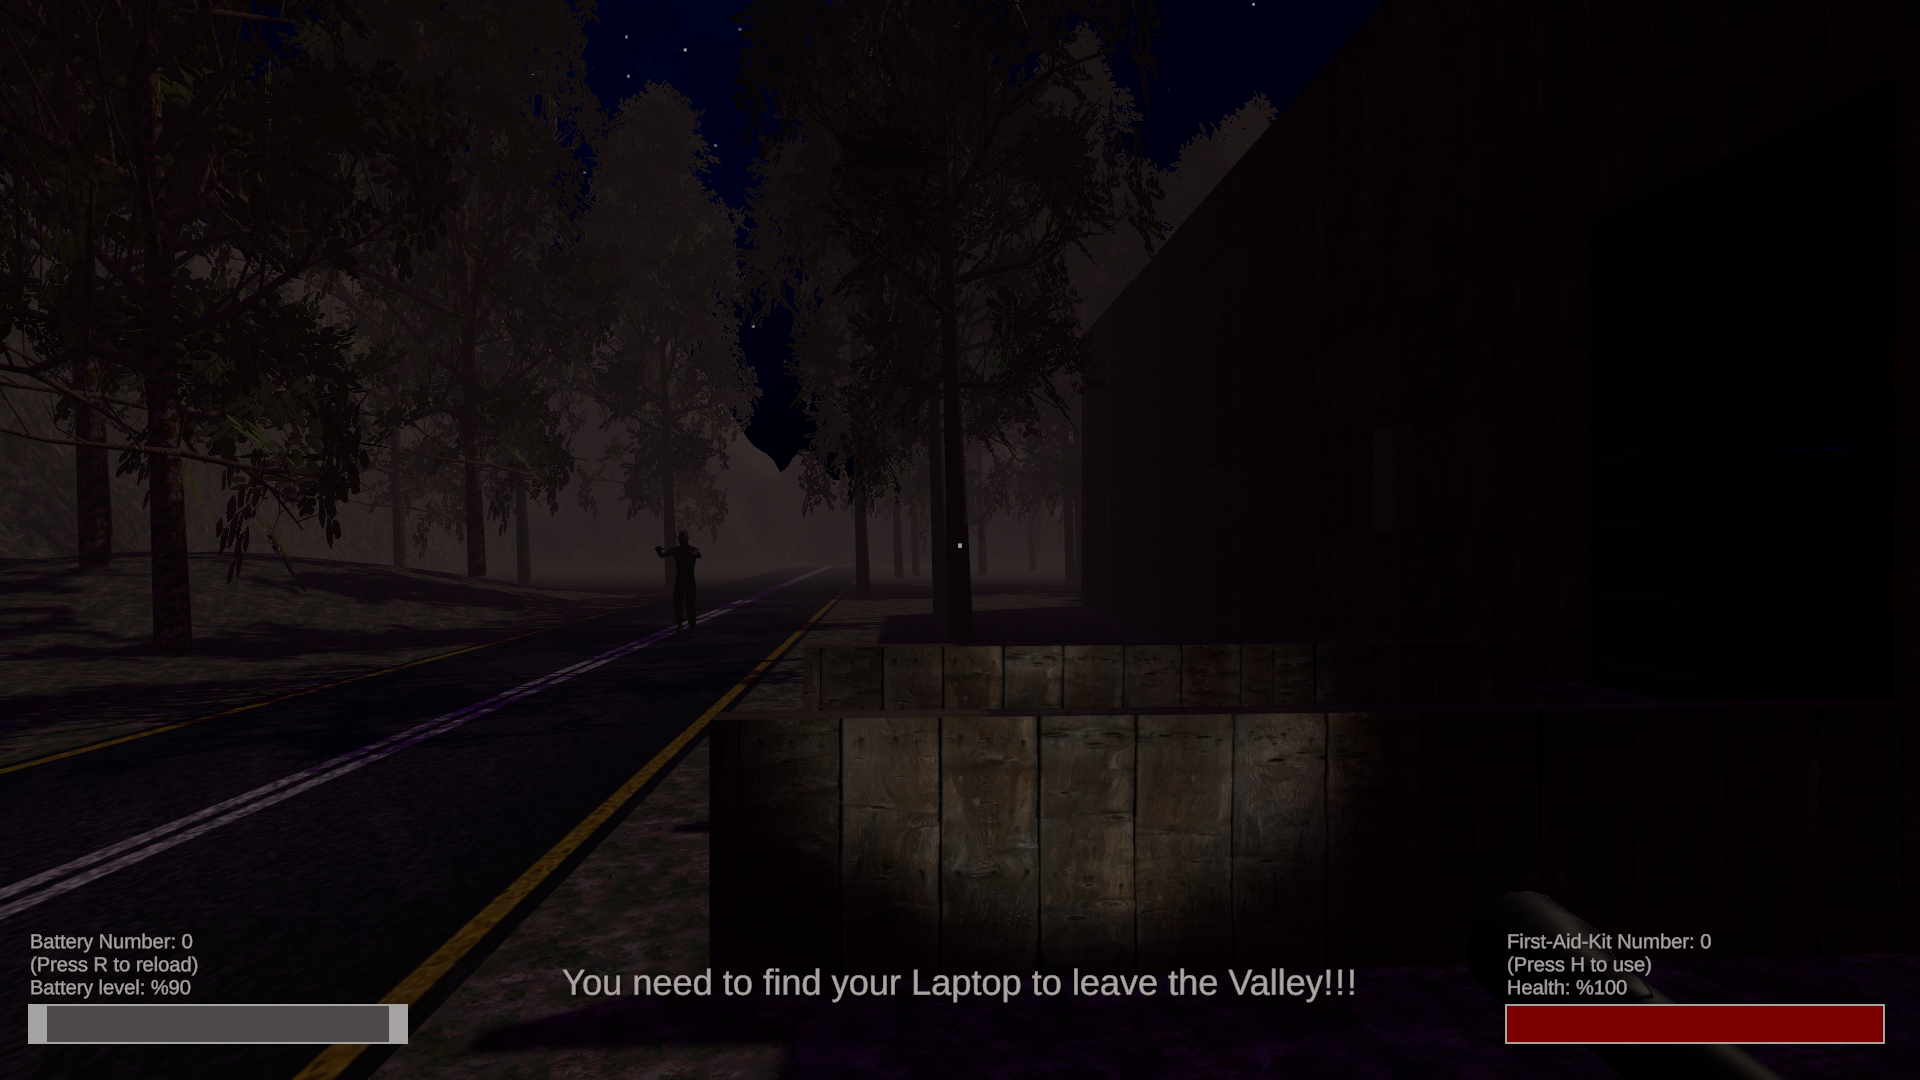 Battery Number: 0
(Press R to reload)
Battery level: %90
You need to find your Laptop to leave the Valley!!!
First-Aid-Kit Number: 0
(Press H to use)
Health: %100